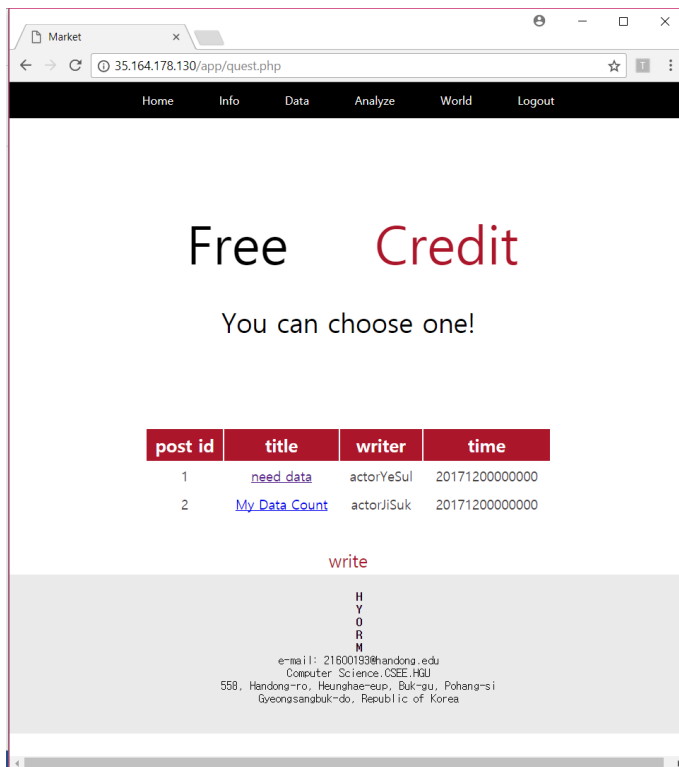 Market
35.164.178.130/app/quest.php
T
Home Info Data Analyze World Logout
Free Credit
You can choose one!
post id title writer time
1 need data actorYeSul 20171200000000
2 My Data Count actorJiSuk 20171200000000
write
H
Y
O
R
M
e-mail: 21600193@handong.edu
Computer Science.CSEE.HGU
558, Handong-ro, Heunghae-eup, Buk-gu, Pohang-si
Gyeongsangbuk-do, Republic of Korea